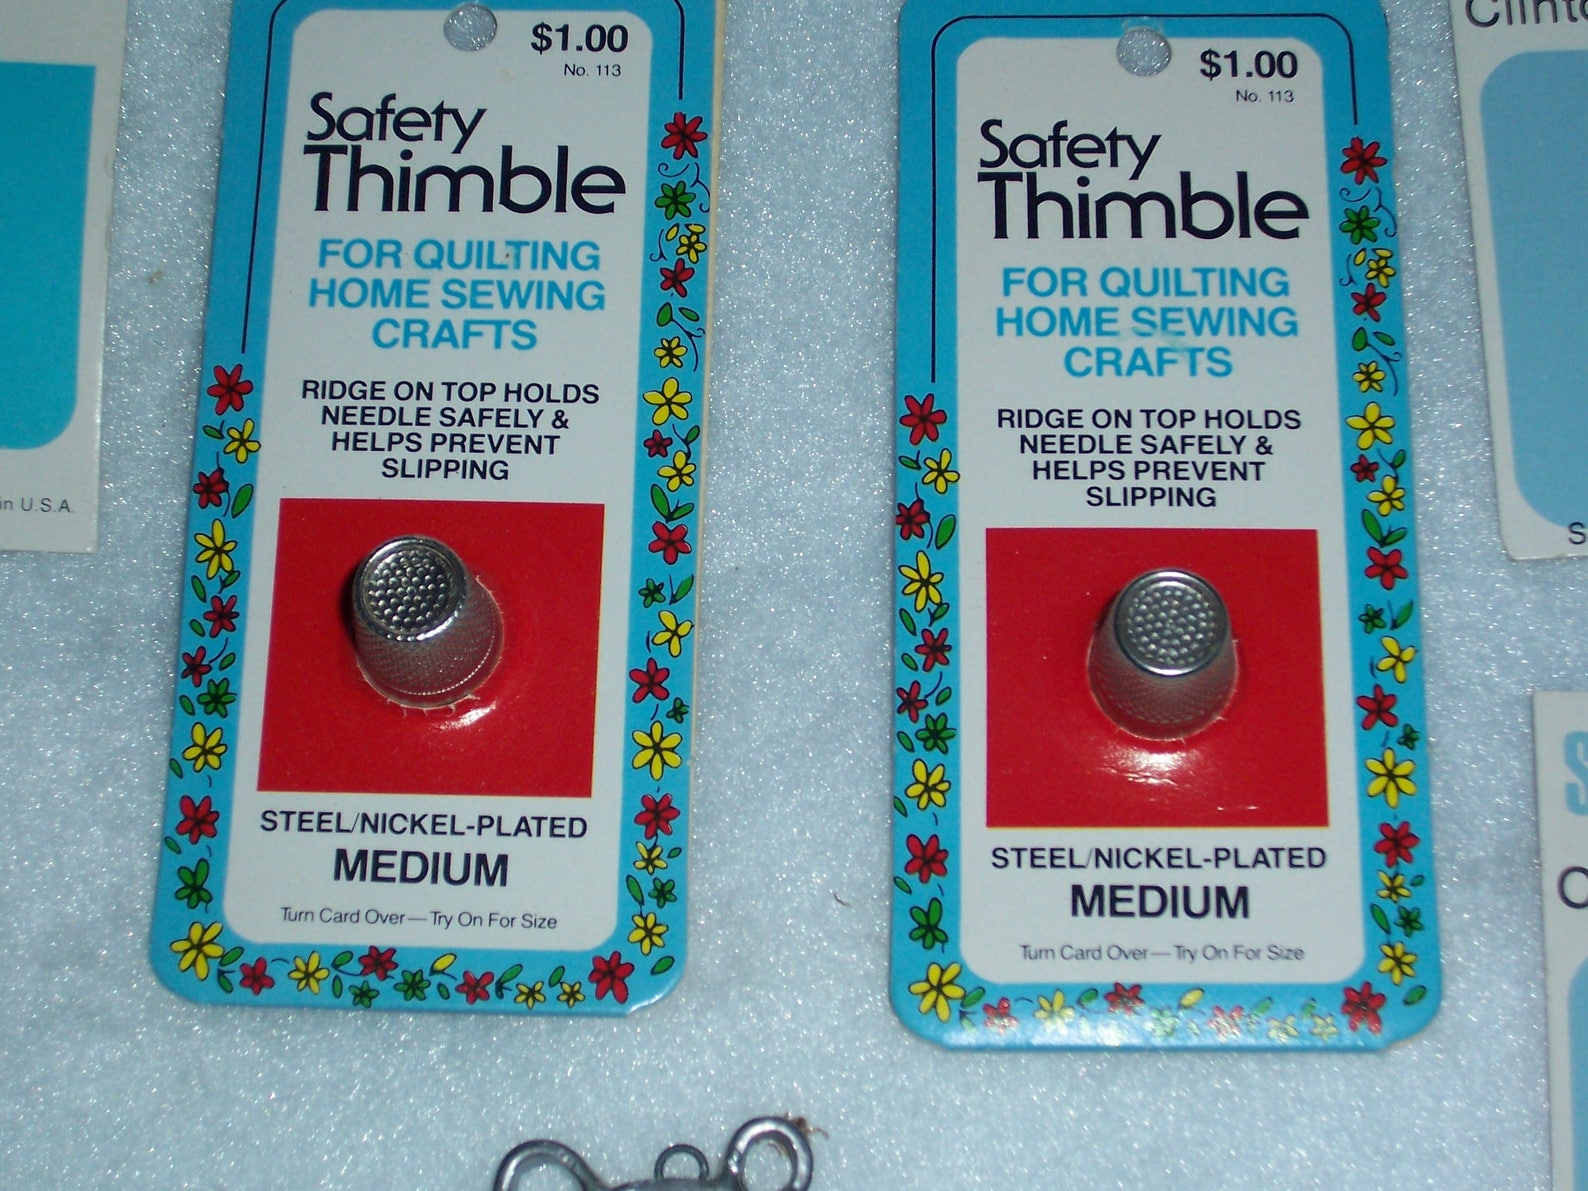 $1.00
No. 113
Safety
Thimble
FOR QUILTING
HOME SEWING
CRAFTS
RIDGE ON TOP HOLDS
NEEDLE SAFELY &
HELPS PREVENT
SLIPPING
STEEL/NICKEL-PLATED
MEDIUM
Turn Card Over—Try On For Size
$1.00
No. 113
Safety
Thimble
FOR QUILTING
HOME SEWING
CRAFTS
RIDGE ON TOP HOLDS
NEEDLE SAFELY &
HELPS PREVENT
SLIPPING
STEEL/NICKEL-PLATED
MEDIUM
Turn Card Over—Try On For Size
in U.S.A.